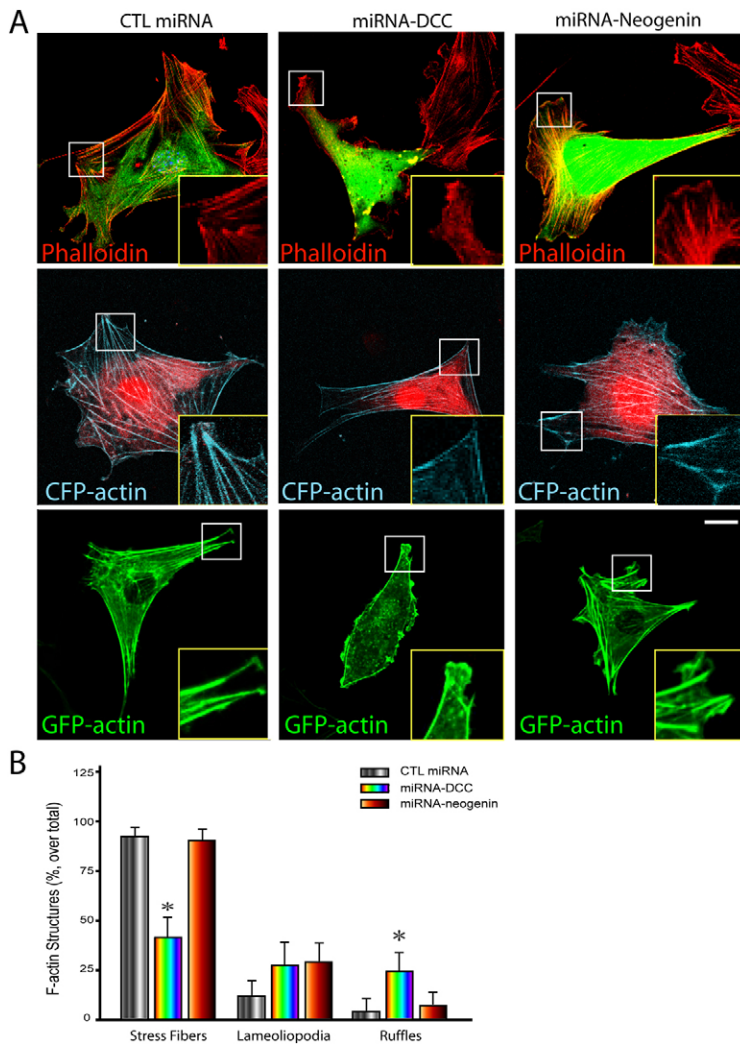 A
CTL miRNA
miRNA-DCC
miRNA-Neogenin
Phalloidin
Phalloidin
Phalloidin
CFP-actin
CFP-actin
CFP-actin
GFP-actin
GFP-actin
GFP-actin
B
F-actin Structures (%, over total)
125
100
75
50
25
0
CTL miRNA
miRNA-DCC
miRNA-neogenin
*
*
Stress Fibers
Lameoliopodia
Ruffles